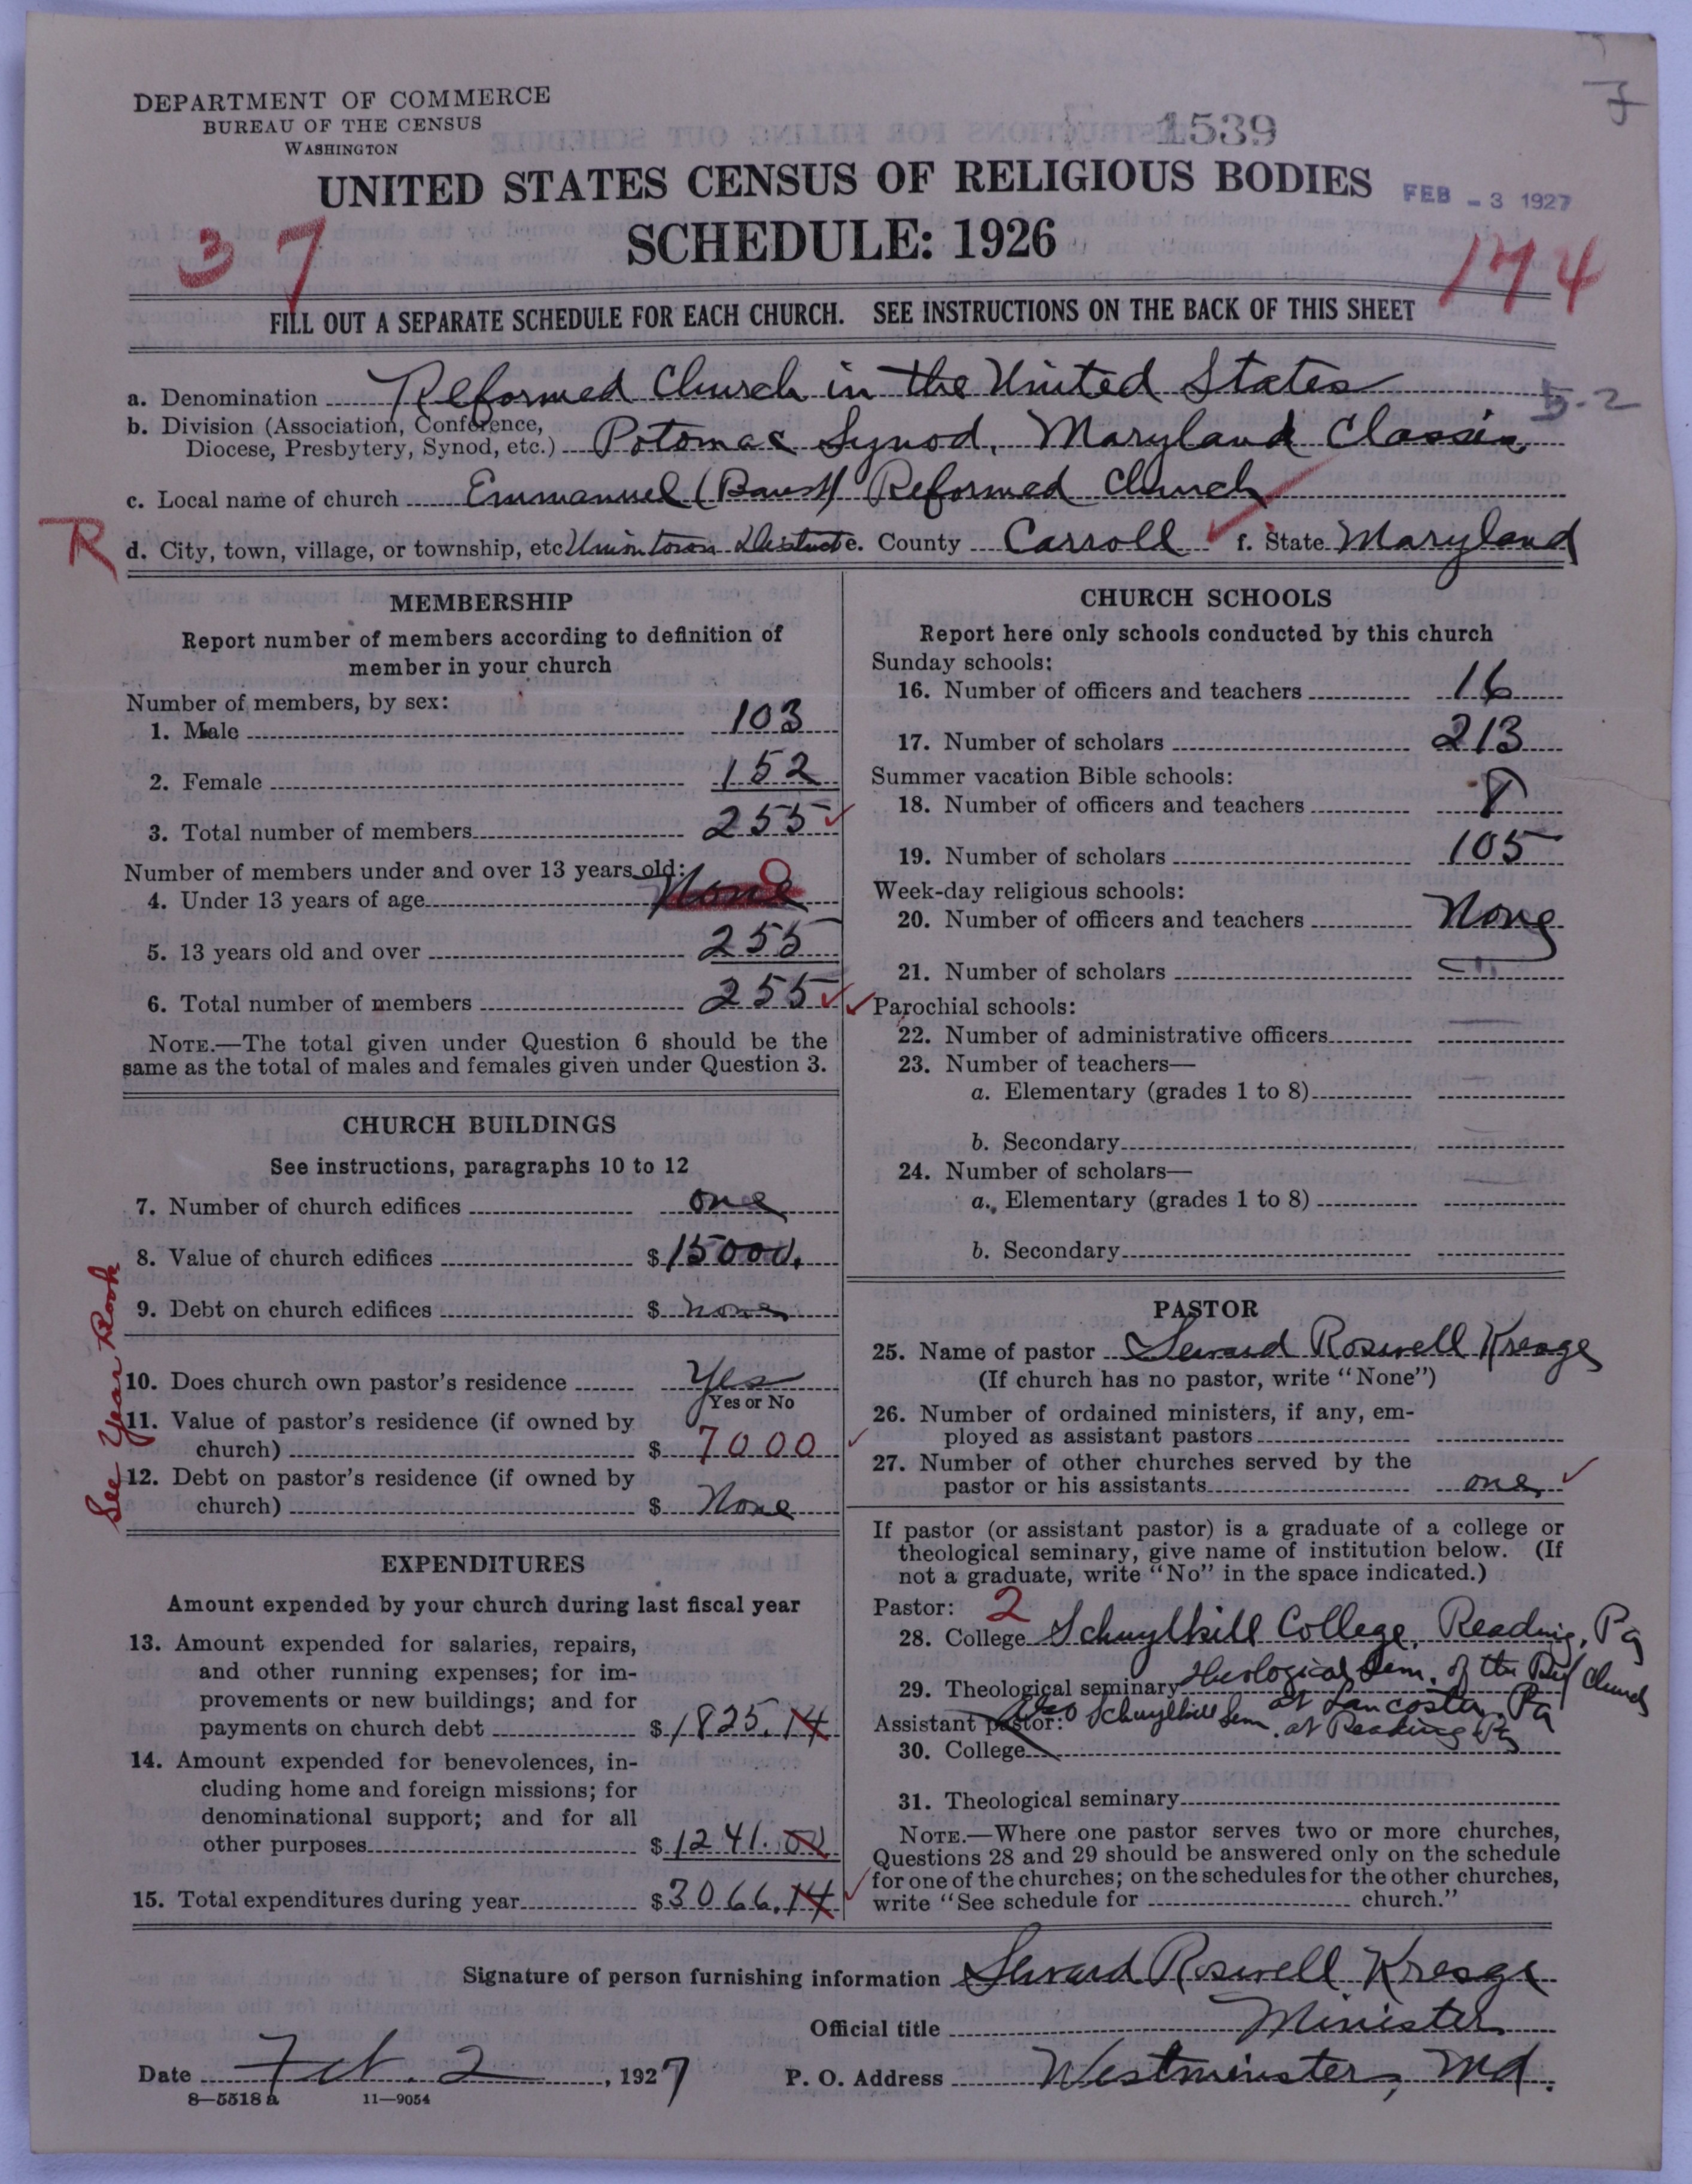 DEPARTMENT OF COMMERCE
BUREAU OF THE CENSUS
WASHINGTON
1539
UNITED STATES CENSUS OF RELIGIOUS BODIES
FEB - 3 1927
SCHEDULE: 1926
37
174
FILL OUT A SEPARATE SCHEDULE FOR EACH CHURCH. SEE INSTRUCTIONS ON THE BACK OF THIS SHEET
a. Denomination Reformed Church in the United States
5-2
b. Division (Association, Conference, Diocese, Presbytery, Synod, etc.) Potomac Synod, Maryland Classis
c. Local name of church Emmanuel (Baust) Reformed Church
R
d. City, town, village, or township, etc Uniontown District e. County Carroll f. State Maryland
MEMBERSHIP
Report number of members according to definition of
member in your church
Number of members, by sex:
1. Male 103
2. Female 152
3. Total number of members 255
Number of members under and over 13 years old:
4. Under 13 years of age None 0
5. 13 years old and over 255
6. Total number of members 255
NOTE.—The total given under Question 6 should be the
same as the total of males and females given under Question 3.
CHURCH BUILDINGS
See instructions, paragraphs 10 to 12
7. Number of church edifices one
8. Value of church edifices $ 15000.
9. Debt on church edifices $ none
See Year Book
10. Does church own pastor's residence Yes
Yes or No
11. Value of pastor's residence (if owned by
church) $ 7000
12. Debt on pastor's residence (if owned by
church) $ None
EXPENDITURES
Amount expended by your church during last fiscal year
13. Amount expended for salaries, repairs,
and other running expenses; for im-
provements or new buildings; and for
payments on church debt $ 1825.14
14. Amount expended for benevolences, in-
cluding home and foreign missions; for
denominational support; and for all
other purposes $ 1241.00
15. Total expenditures during year $ 3066.14
CHURCH SCHOOLS
Report here only schools conducted by this church
Sunday schools:
16. Number of officers and teachers 16
17. Number of scholars 213
Summer vacation Bible schools:
18. Number of officers and teachers 8
19. Number of scholars 105
Week-day religious schools:
20. Number of officers and teachers None
21. Number of scholars
Parochial schools:
22. Number of administrative officers
23. Number of teachers—
a. Elementary (grades 1 to 8)
b. Secondary
24. Number of scholars—
a. Elementary (grades 1 to 8)
b. Secondary
PASTOR
25. Name of pastor Seward Roswell Kresge
(If church has no pastor, write "None")
26. Number of ordained ministers, if any, em-
ployed as assistant pastors
27. Number of other churches served by the
pastor or his assistants one
If pastor (or assistant pastor) is a graduate of a college or
theological seminary, give name of institution below. (If
not a graduate, write "No" in the space indicated.)
Pastor: 2
28. College Schuylkill College, Reading, Pa
29. Theological seminary Theological Sem. of the Ref Church
at Lancaster, Pa
Assistant pastor: Also Schuylkill Sem. at Reading Pa
30. College
31. Theological seminary
NOTE.—Where one pastor serves two or more churches,
Questions 28 and 29 should be answered only on the schedule
for one of the churches; on the schedules for the other churches,
write "See schedule for church."
Signature of person furnishing information Seward Roswell Kresge
Official title Minister
Date Feb. 2, 1927 P. O. Address Westminster, Md.
8—5518 a 11—9054